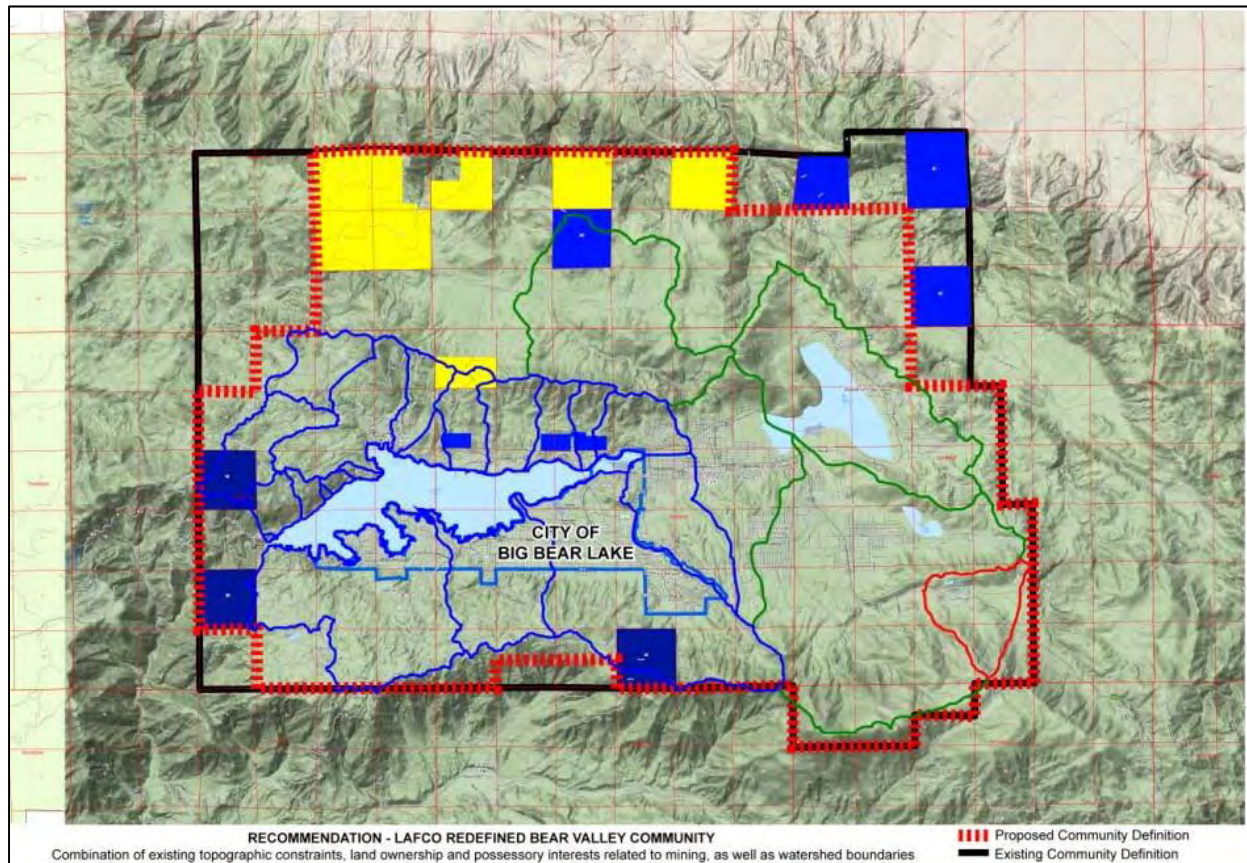 CITY OF
BIG BEAR LAKE
RECOMMENDATION - LAFCO REDEFINED BEAR VALLEY COMMUNITY
Combination of existing topographic constraints, land ownership and possessory interests related to mining, as well as watershed boundaries
Proposed Community Definition
Existing Community Definition